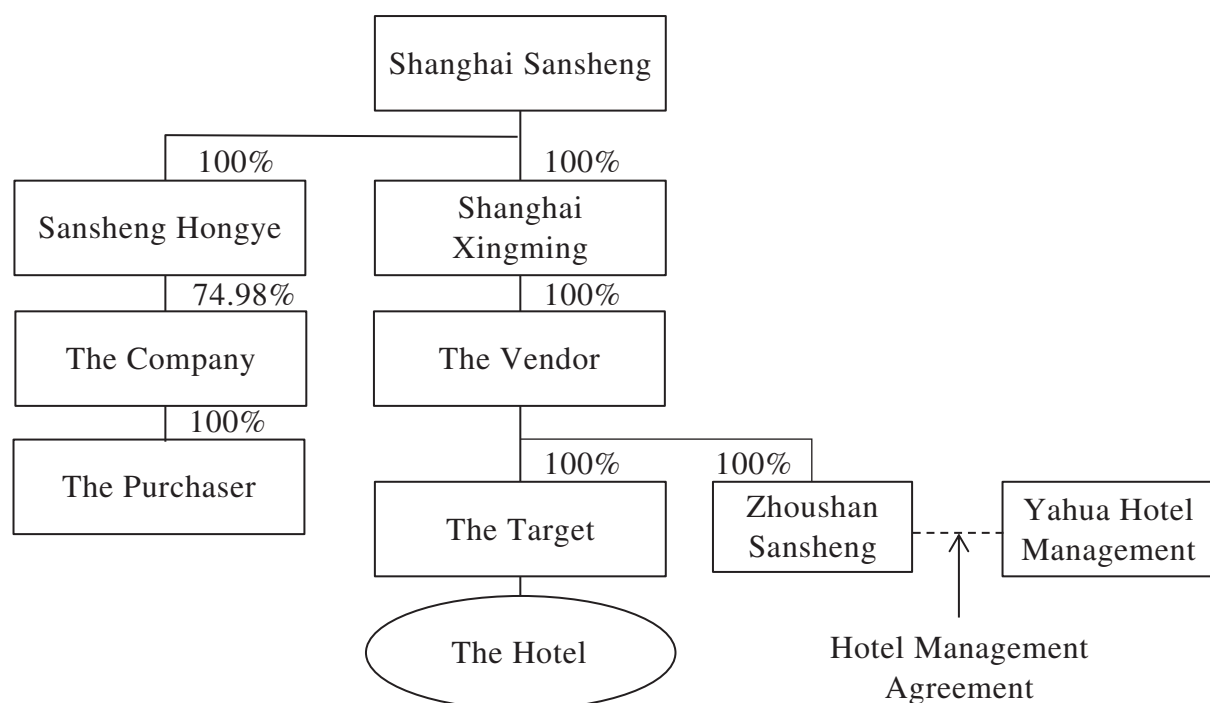 Shanghai Sansheng
100%
100%
Sansheng Hongye
Shanghai
Xingming
74.98%
100%
The Company
The Vendor
100%
100%
100%
The Purchaser
The Target
Zhoushan
Sansheng
Yahua Hotel
Management
The Hotel
Hotel Management
Agreement